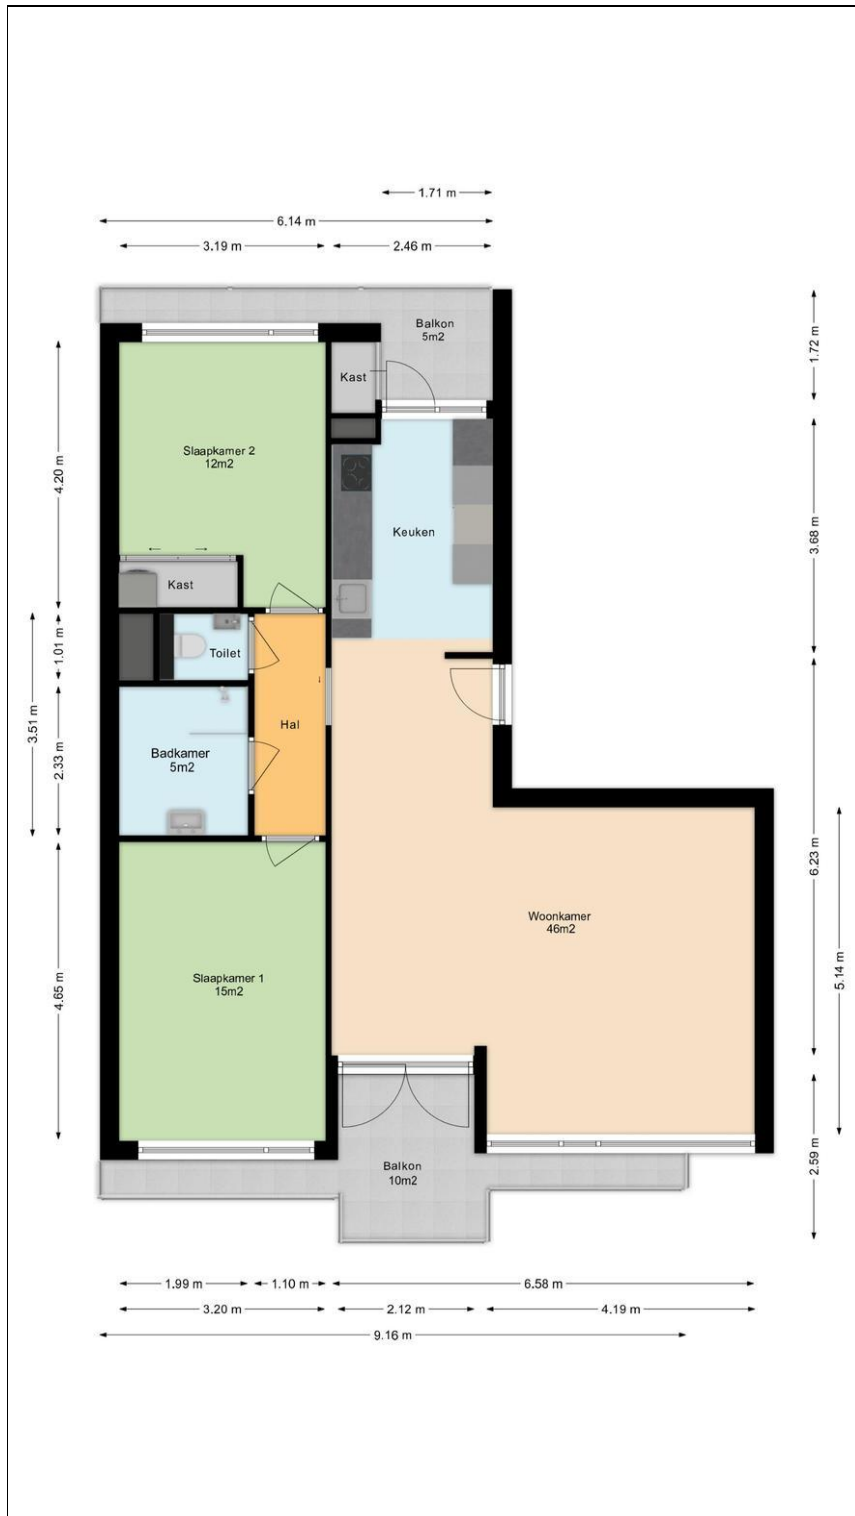 1.71 m
6.14 m
3.19 m
2.46 m
Balkon
5m2
1.72 m
Kast
Slaapkamer 2
12m2
4.20 m
Keuken
3.68 m
Kast
1.01 m
Toilet
3.51 m
Hal
2.33 m
Badkamer
5m2
6.23 m
Woonkamer
46m2
5.14 m
4.65 m
Slaapkamer 1
15m2
2.59 m
Balkon
10m2
1.99 m
1.10 m
6.58 m
3.20 m
2.12 m
4.19 m
9.16 m